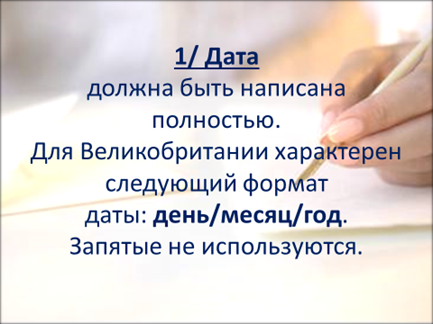 1/ Дата
должна быть написана
полностью.
Для Великобритании характерен
следующий формат
даты: день/месяц/год.
Запятые не используются.